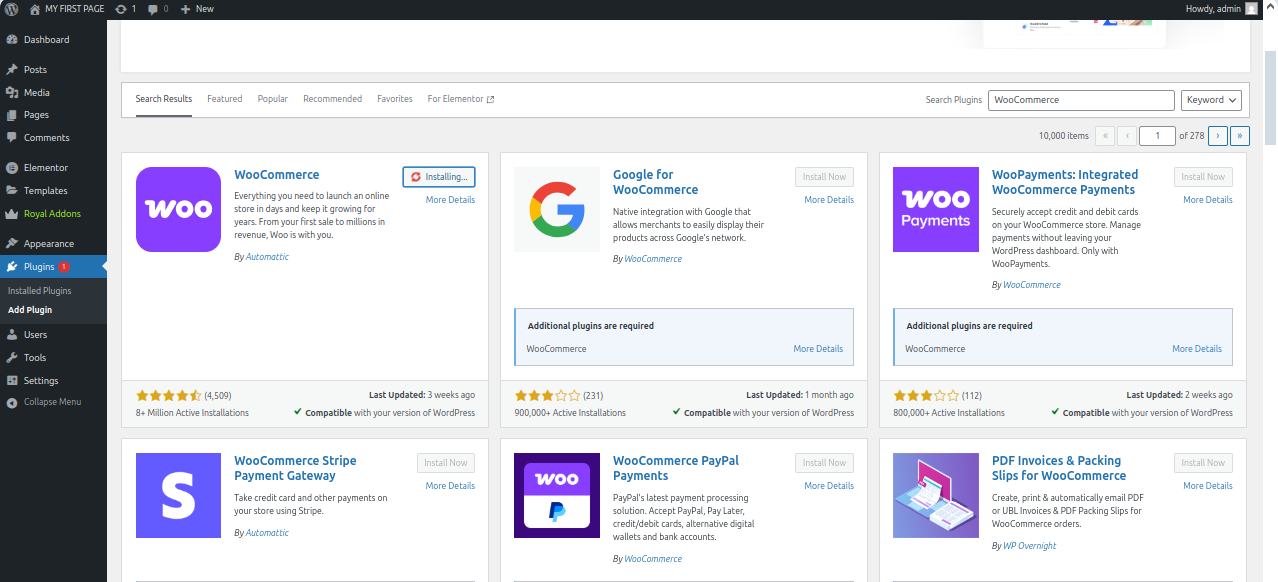 MY FIRST PAGE 1 0 New Howdy, admin
Dashboard
Posts
Media
Pages
Comments
Elementor
Templates
Royal Addons
Appearance
Plugins 1
Installed Plugins
Add Plugin
Users
Tools
Settings
Collapse Menu
Search Results Featured Popular Recommended Favorites For Elementor Search Plugins WooCommerce Keyword
10,000 items « ‹ 1 of 278 › »
woo
WooCommerce
Installing...
More Details
Everything you need to launch an online
store in days and keep it growing for
years. From your first sale to millions in
revenue, Woo is with you.
By Automattic
(4,509)
Last Updated: 3 weeks ago
8+ Million Active Installations
Compatible with your version of WordPress
Google for
WooCommerce
Install Now
More Details
Native integration with Google that
allows merchants to easily display their
products across Google's network.
By WooCommerce
Additional plugins are required
WooCommerce More Details
(231)
Last Updated: 1 month ago
900,000+ Active Installations
Compatible with your version of WordPress
woo
Payments
WooPayments: Integrated
WooCommerce Payments
Install Now
More Details
Securely accept credit and debit cards
on your WooCommerce store. Manage
payments without leaving your
WordPress dashboard. Only with
WooPayments.
By WooCommerce
Additional plugins are required
WooCommerce More Details
(112)
Last Updated: 2 weeks ago
800,000+ Active Installations
Compatible with your version of WordPress
S
WooCommerce Stripe
Payment Gateway
Install Now
More Details
Take credit card and other payments on
your store using Stripe.
By Automattic
woo
WooCommerce PayPal
Payments
Install Now
More Details
PayPal's latest payment processing
solution. Accept PayPal, Pay Later,
credit/debit cards, alternative digital
wallets and bank accounts.
By WooCommerce
PDF Invoices & Packing
Slips for WooCommerce
Install Now
More Details
Create, print & automatically email PDF
or UBL Invoices & PDF Packing Slips for
WooCommerce orders.
By WP Overnight